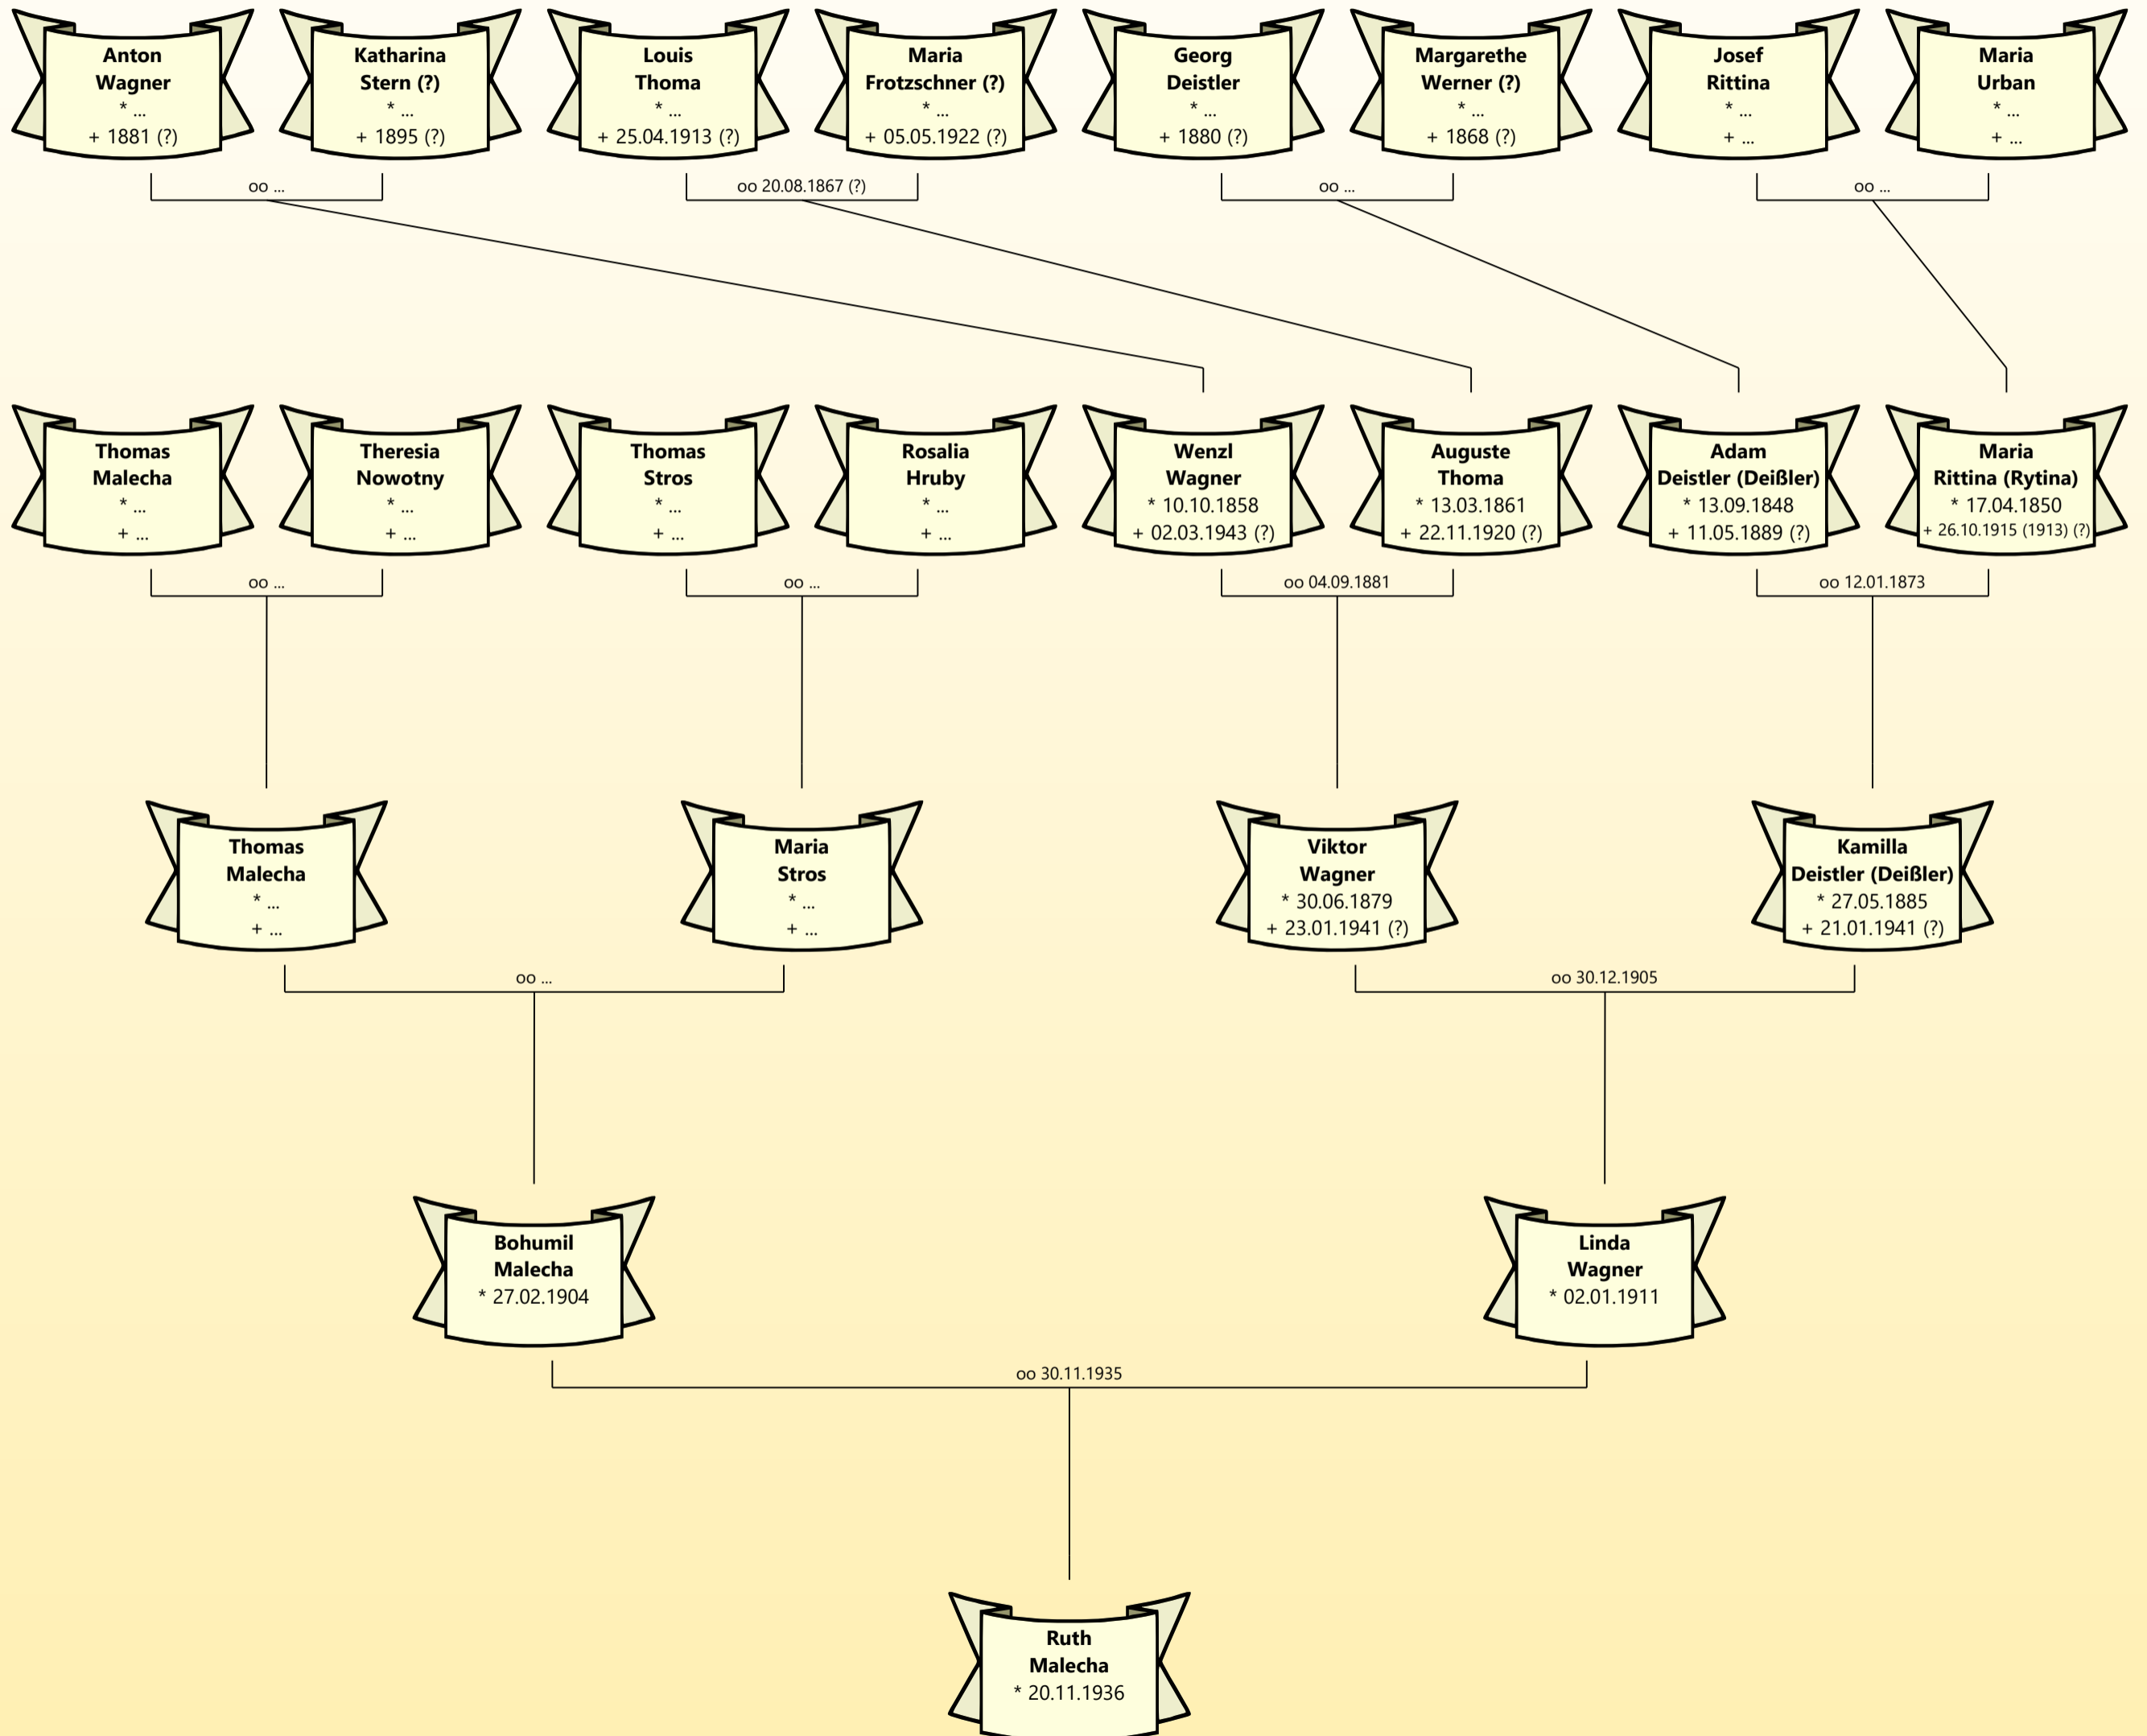 Anton
Wagner
* ...
+ 1881 (?)
Katharina
Stern (?)
* ...
+ 1895 (?)
Louis
Thoma
* ...
+ 25.04.1913 (?)
Maria
Frotzschner (?)
* ...
+ 05.05.1922 (?)
Georg
Deistler
* ...
+ 1880 (?)
Margarethe
Werner (?)
* ...
+ 1868 (?)
Josef
Rittina
* ...
+ ...
Maria
Urban
* ...
+ ...
oo ...
oo 20.08.1867 (?)
oo ...
oo ...
Thomas
Malecha
* ...
+ ...
Theresia
Nowotny
* ...
+ ...
Thomas
Stros
* ...
+ ...
Rosalia
Hruby
* ...
+ ...
Wenzl
Wagner
* 10.10.1858
+ 02.03.1943 (?)
Auguste
Thoma
* 13.03.1861
+ 22.11.1920 (?)
Adam
Deistler (Deißler)
* 13.09.1848
+ 11.05.1889 (?)
Maria
Rittina (Rytina)
* 17.04.1850
+ 26.10.1915 (1913) (?)
oo ...
oo ...
oo 04.09.1881
oo 12.01.1873
Thomas
Malecha
* ...
+ ...
Maria
Stros
* ...
+ ...
Viktor
Wagner
* 30.06.1879
+ 23.01.1941 (?)
Kamilla
Deistler (Deißler)
* 27.05.1885
+ 21.01.1941 (?)
oo ...
oo 30.12.1905
Bohumil
Malecha
* 27.02.1904
Linda
Wagner
* 02.01.1911
oo 30.11.1935
Ruth
Malecha
* 20.11.1936